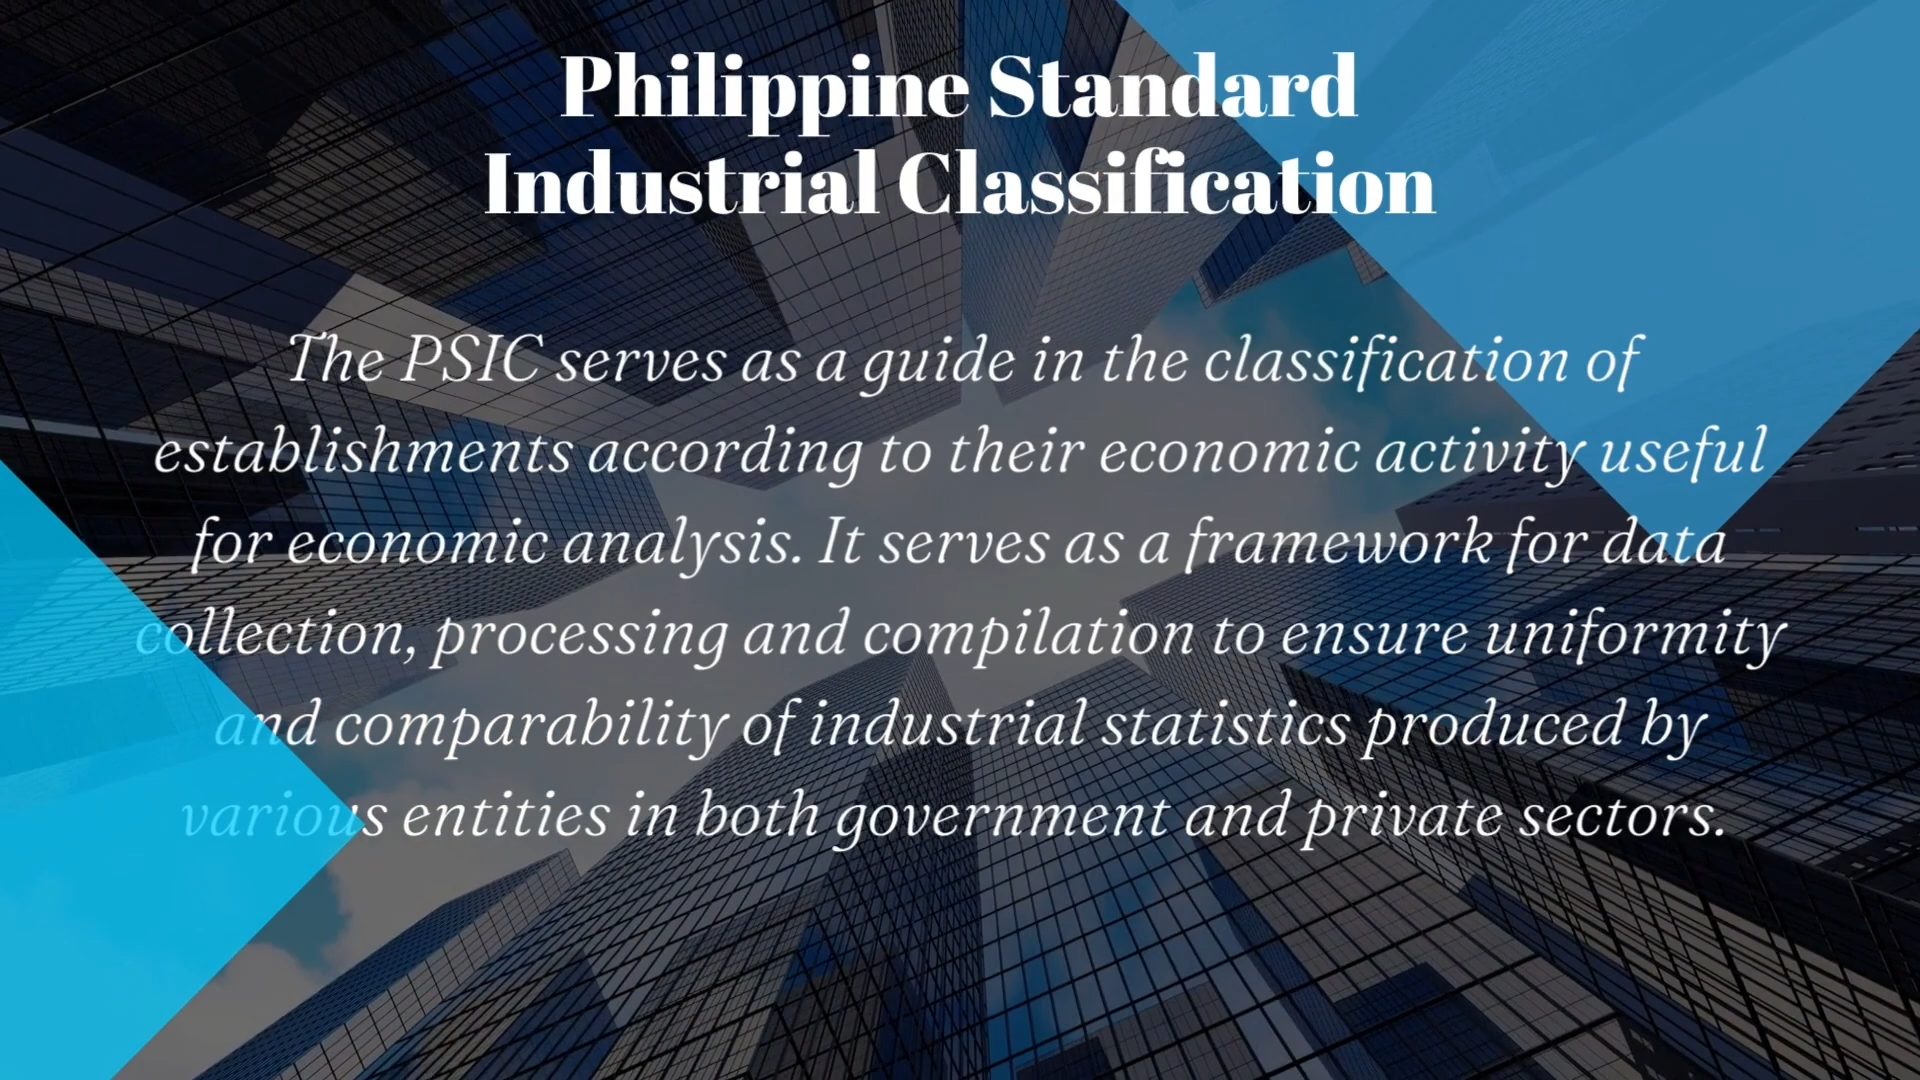 Philippine Standard
Industrial Classification
The PSIC serves as a guide in the classification of
establishments according to their economic activity useful
for economic analysis. It serves as a framework for data
collection, processing and compilation to ensure uniformity
and comparability of industrial statistics produced by
various entities in both government and private sectors.